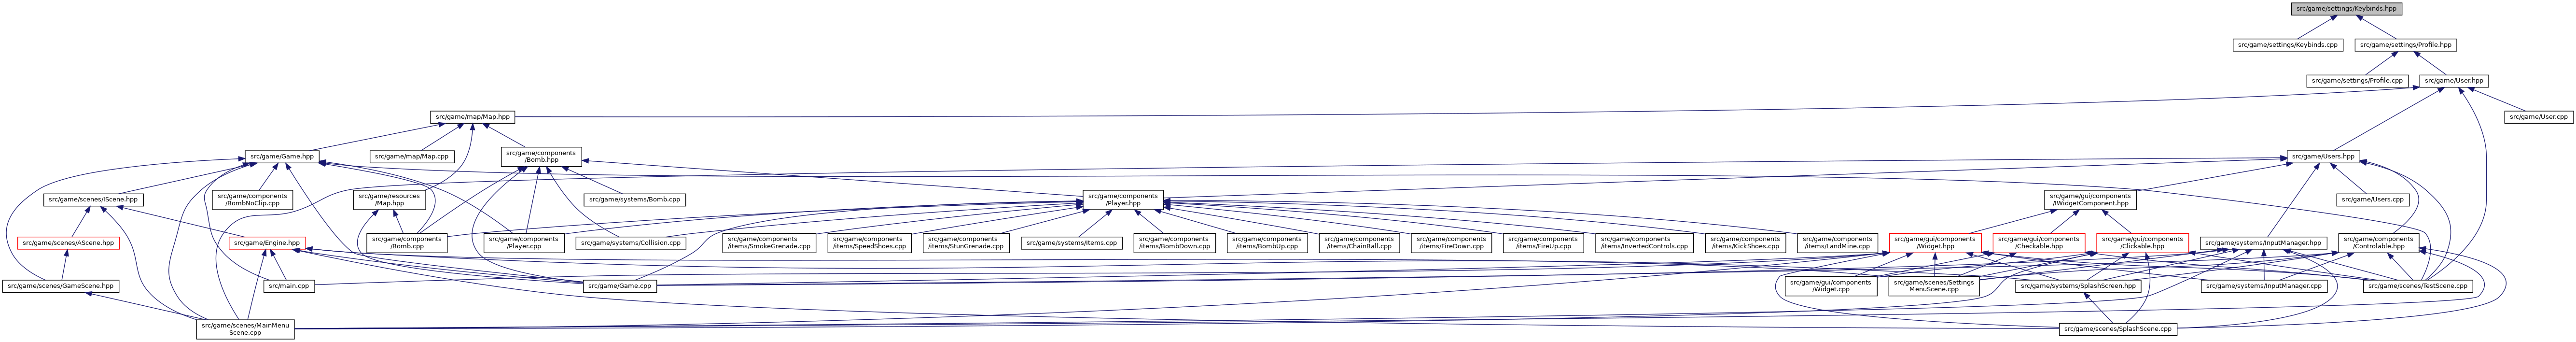 src/game/settings/Keybinds.hpp
src/game/settings/Keybinds.cpp
src/game/settings/Profile.hpp
src/game/settings/Profile.cpp
src/game/User.hpp
src/game/map/Map.hpp
src/game/User.cpp
src/game/Game.hpp
src/game/map/Map.cpp
src/game/components
/Bomb.hpp
src/game/Users.hpp
src/game/scenes/IScene.hpp
src/game/components
/BombNoClip.cpp
src/game/resources
/Map.hpp
src/game/systems/Bomb.cpp
src/game/components
/Player.hpp
src/game/gui/components
/IWidgetComponent.hpp
src/game/Users.cpp
src/game/scenes/AScene.hpp
src/game/Engine.hpp
src/game/components
/Bomb.cpp
src/game/components
/Player.cpp
src/game/systems/Collision.cpp
src/game/components
/items/SmokeGrenade.cpp
src/game/components
/items/SpeedShoes.cpp
src/game/components
/items/StunGrenade.cpp
src/game/systems/Items.cpp
src/game/components
/items/BombDown.cpp
src/game/components
/items/BombUp.cpp
src/game/components
/items/ChainBall.cpp
src/game/components
/items/FireDown.cpp
src/game/components
/items/FireUp.cpp
src/game/components
/items/InvertedControls.cpp
src/game/components
/items/KickShoes.cpp
src/game/components
/items/LandMine.cpp
src/game/gui/components
/Widget.hpp
src/game/gui/components
/Checkable.hpp
src/game/gui/components
/Clickable.hpp
src/game/systems/InputManager.hpp
src/game/components
/Controlable.hpp
src/game/scenes/GameScene.hpp
src/main.cpp
src/game/Game.cpp
src/game/gui/components
/Widget.cpp
src/game/scenes/Settings
MenuScene.cpp
src/game/systems/SplashScreen.hpp
src/game/systems/InputManager.cpp
src/game/scenes/TestScene.cpp
src/game/scenes/MainMenu
Scene.cpp
src/game/scenes/SplashScene.cpp